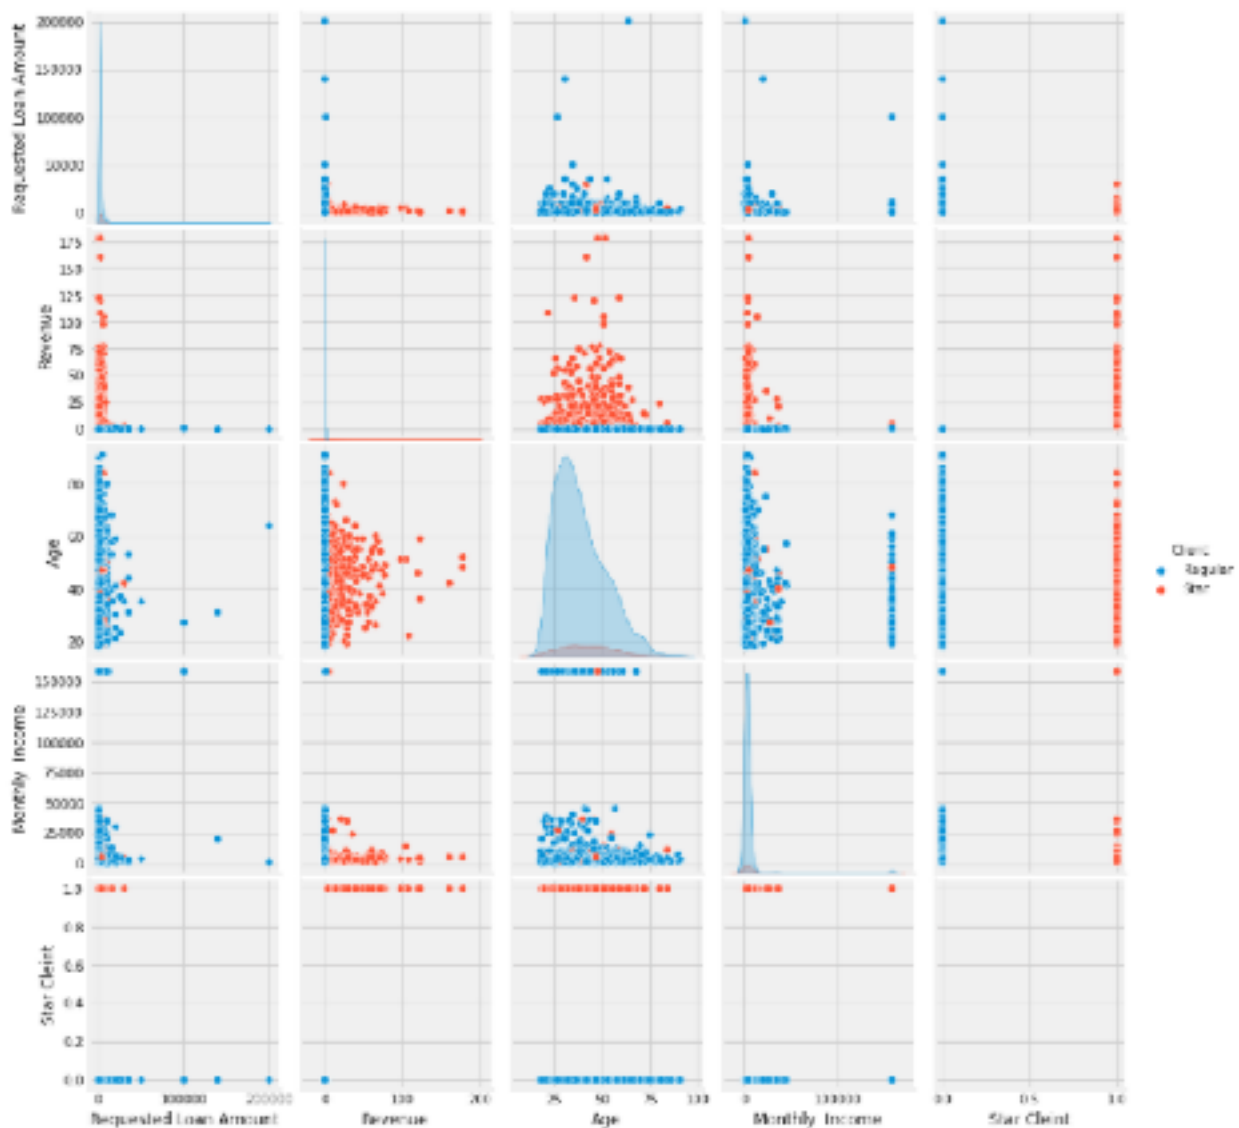 200000
150000
100000
50000
0
Requested Loan Amount
175
150
125
100
75
50
25
0
Revenue
80
60
40
20
Age
Client
Regular
Star
150000
125000
100000
75000
50000
25000
0
Monthly Income
1.0
0.8
0.6
0.4
0.2
0.0
Star Cleint
0 100000 200000
0 100 200
25 50 75 100
0 100000
0.0 0.5 1.0
Requested Loan Amount
Revenue
Age
Monthly Income
Star Cleint